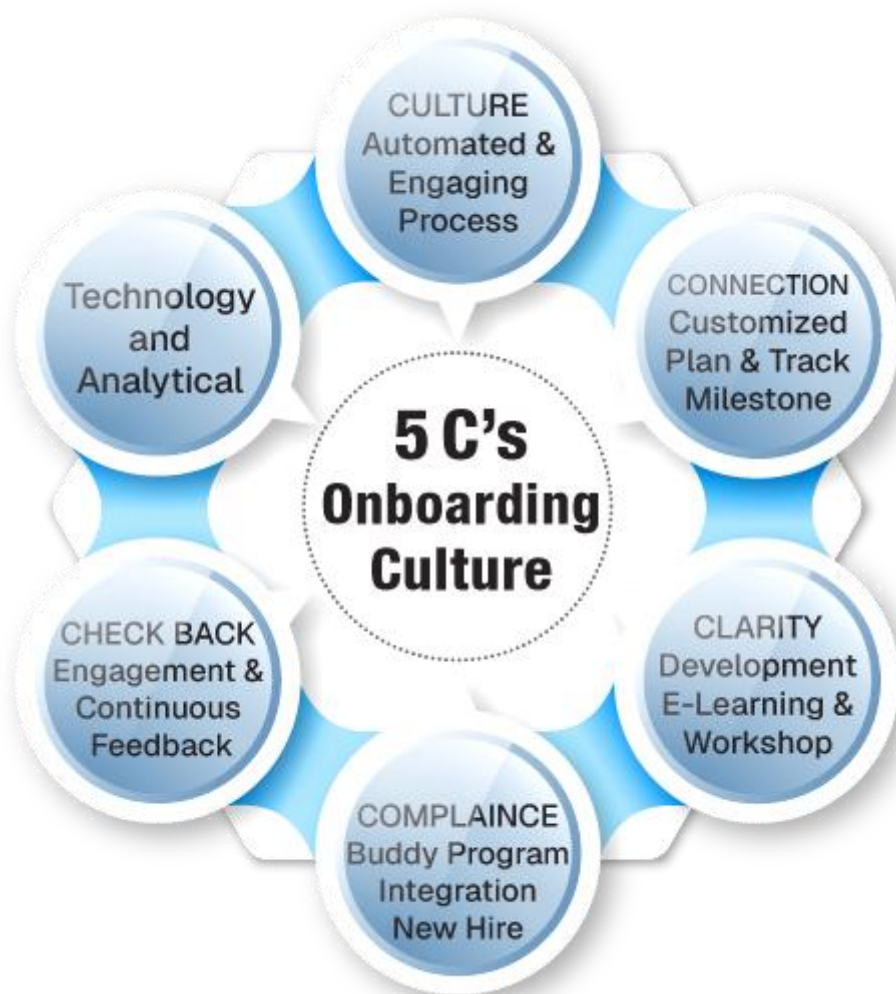 CULTURE
Automated &
Engaging
Process
CONNECTION
Customized
Plan & Track
Milestone
CLARITY
Development
E-Learning &
Workshop
COMPLAINCE
Buddy Program
Integration
New Hire
CHECK BACK
Engagement &
Continuous
Feedback
Technology
and
Analytical
5 C's
Onboarding
Culture